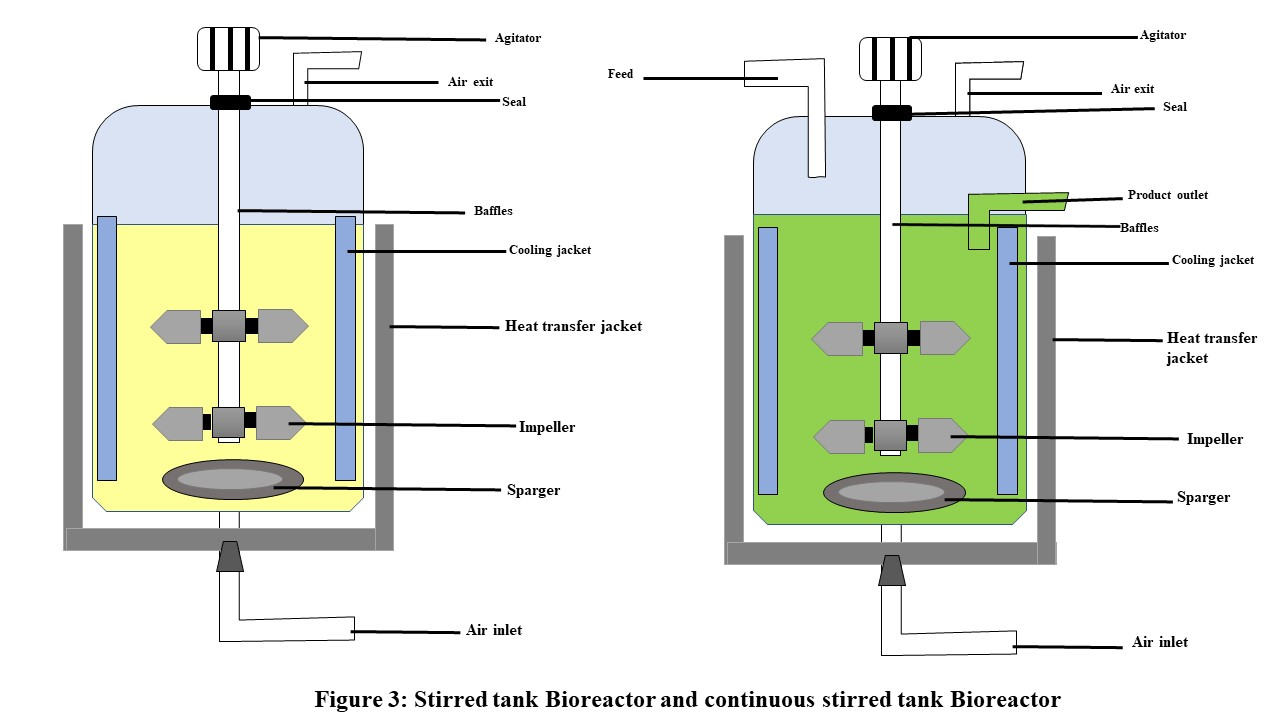 Agitator
Air exit
Seal
Baffles
Cooling jacket
Heat transfer jacket
Impeller
Sparger
Air inlet
Feed
Agitator
Air exit
Seal
Product outlet
Baffles
Cooling jacket
Heat transfer
jacket
Impeller
Sparger
Air inlet
Figure 3: Stirred tank Bioreactor and continuous stirred tank Bioreactor